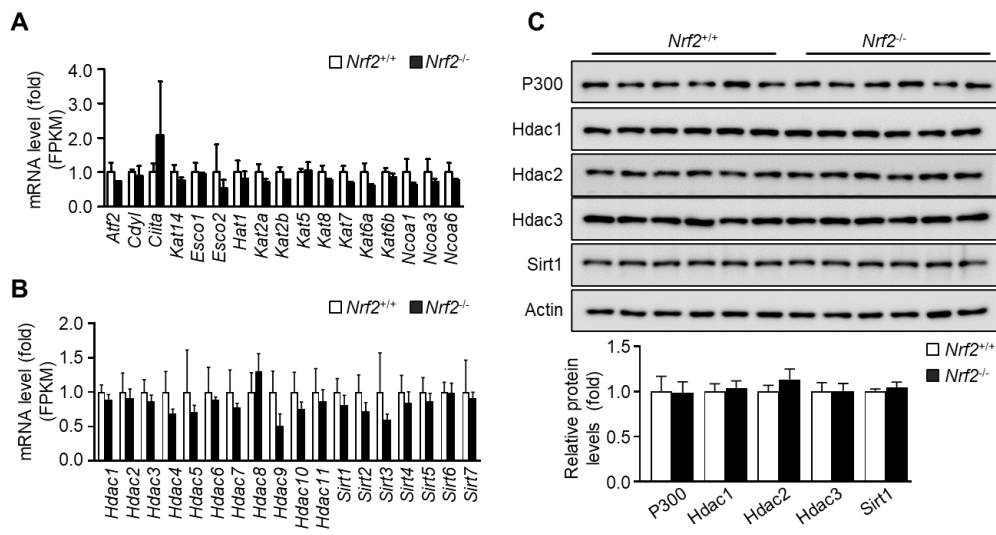 A
Nrf2+/+ Nrf2-/-
mRNA level (fold)
(FPKM)
6.0
4.0
2.0
1.0
0.0
Atf2 Cdyl Ciita Kat14 Esco1 Esco2 Hat1 Kat2a Kat2b Kat5 Kat8 Kat7 Kat6a Kat6b Ncoa1 Ncoa3 Ncoa6
B
Nrf2+/+ Nrf2-/-
mRNA level (fold)
(FPKM)
2.0
1.5
1.0
0.5
0.0
Hdac1 Hdac2 Hdac3 Hdac4 Hdac5 Hdac6 Hdac7 Hdac8 Hdac9 Hdac10 Hdac11 Sirt1 Sirt2 Sirt3 Sirt4 Sirt5 Sirt6 Sirt7
C
Nrf2+/+ Nrf2-/-
P300
Hdac1
Hdac2
Hdac3
Sirt1
Actin
Nrf2+/+
Nrf2-/-
Relative protein
levels (fold)
1.5
1.0
0.5
0.0
P300 Hdac1 Hdac2 Hdac3 Sirt1